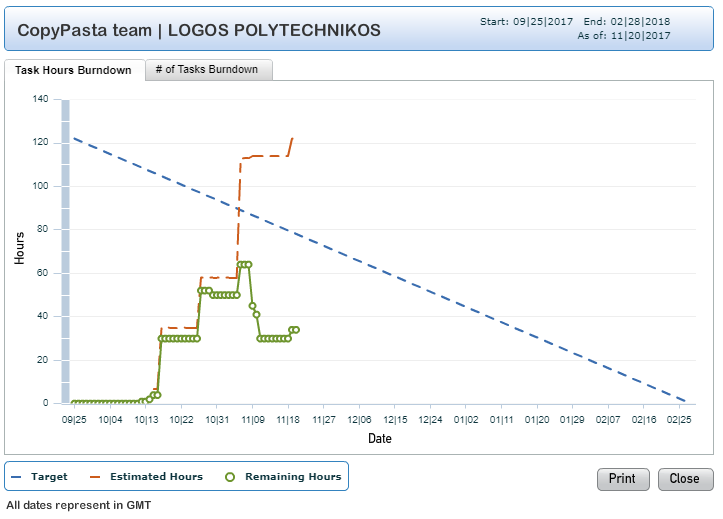 CopyPasta team | LOGOS POLYTECHNIKOS
Start: 09|25|2017 End: 02|28|2018
As of: 11|20|2017
Task Hours Burndown
# of Tasks Burndown
140
120
100
80
60
40
20
0
Hours
09|25 10|04 10|13 10|22 10|31 11|09 11|18 11|27 12|06 12|15 12|24 01|02 01|11 01|20 01|29 02|07 02|16 02|25
Date
Target Estimated Hours Remaining Hours
Print Close
All dates represent in GMT